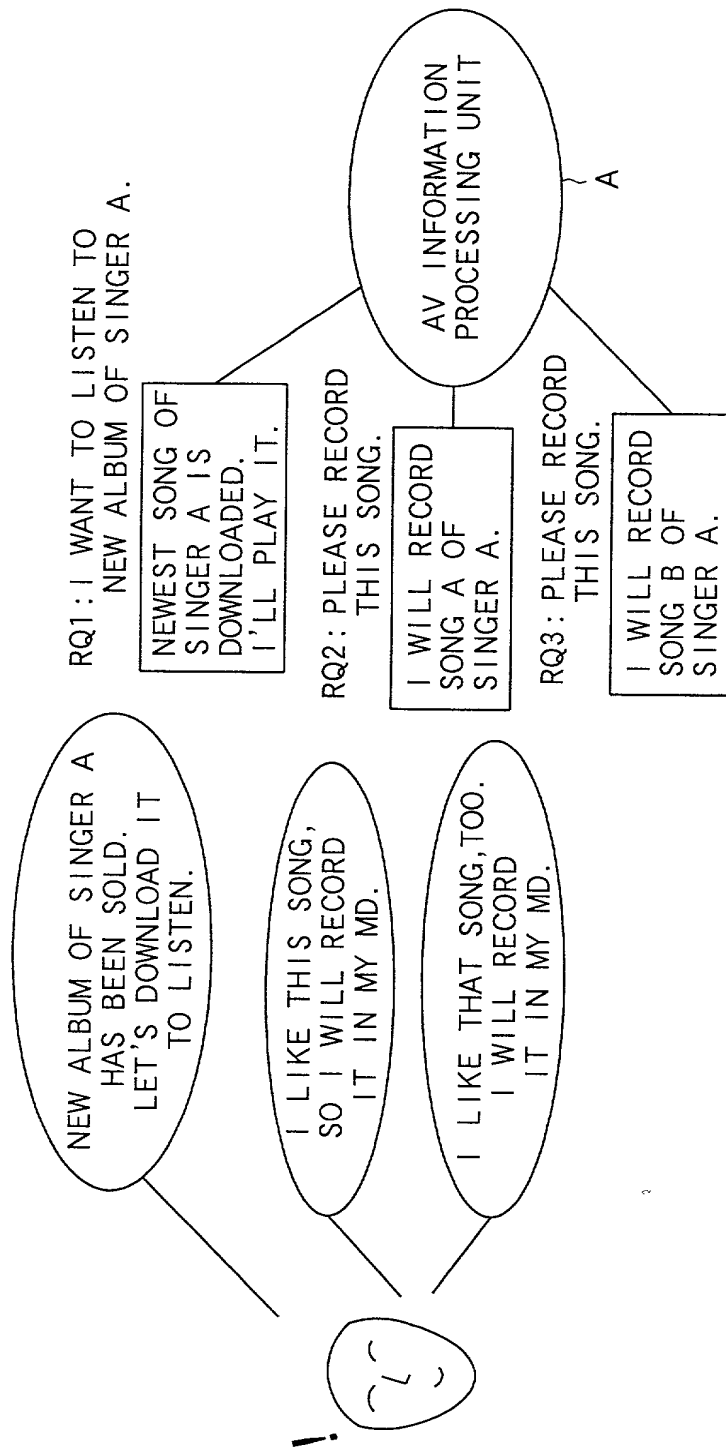 NEW ALBUM OF SINGER A
HAS BEEN SOLD.
LET'S DOWNLOAD IT
TO LISTEN.
I LIKE THIS SONG,
SO I WILL RECORD
IT IN MY MD.
I LIKE THAT SONG, TOO.
I WILL RECORD
IT IN MY MD.
RQ1: I WANT TO LISTEN TO
NEW ALBUM OF SINGER A.
NEWEST SONG OF
SINGER A IS
DOWNLOADED.
I'LL PLAY IT.
RQ2: PLEASE RECORD
THIS SONG.
I WILL RECORD
SONG A OF
SINGER A.
RQ3: PLEASE RECORD
THIS SONG.
I WILL RECORD
SONG B OF
SINGER A.
AV INFORMATION
PROCESSING UNIT
A